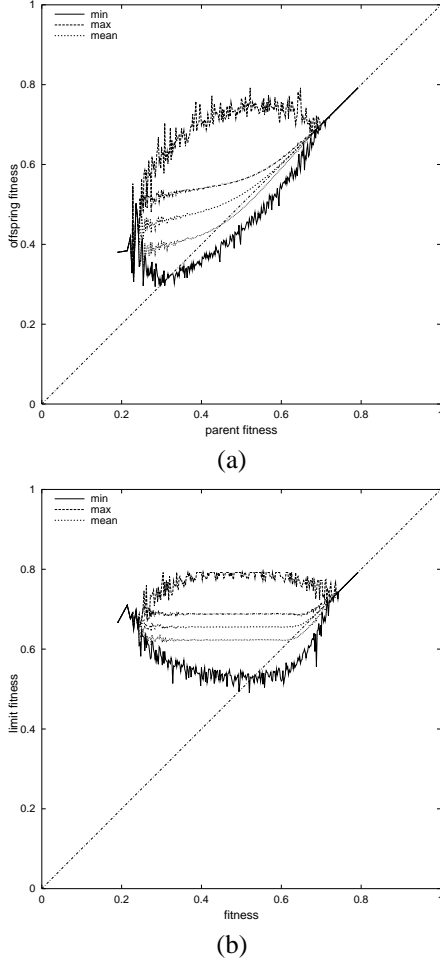 1
min
max
mean
0.8
0.6
offspring fitness
0.4
0.2
0
0 0.2 0.4 0.6 0.8 1
parent fitness
(a)
1
min
max
mean
0.8
0.6
limit fitness
0.4
0.2
0
0 0.2 0.4 0.6 0.8 1
fitness
(b)